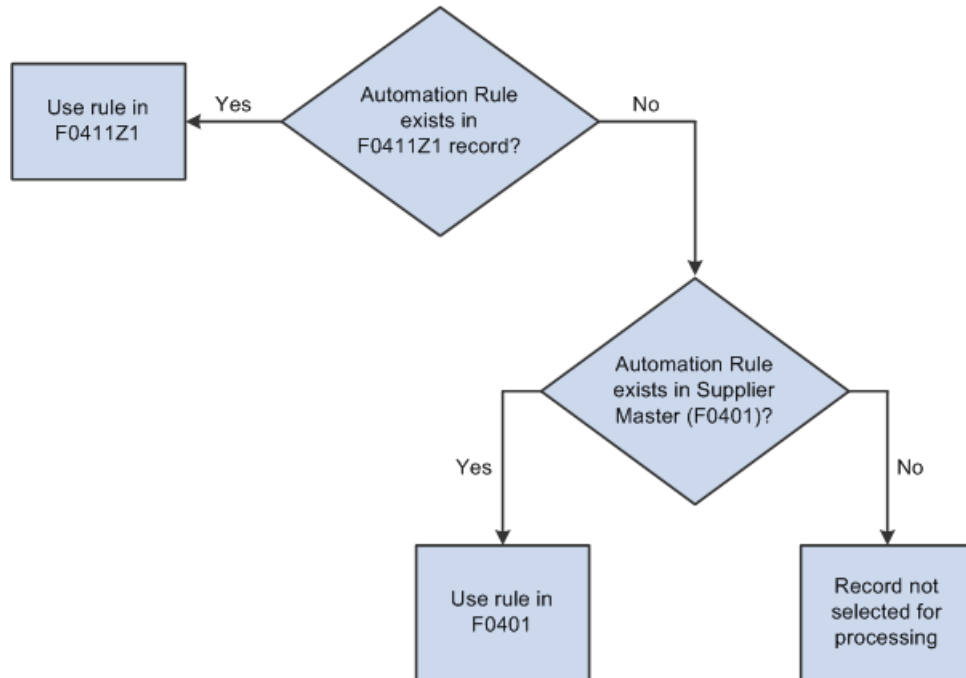 Automation Rule
exists in
F0411Z1 record?
Yes
No
Use rule in
F0411Z1
Automation Rule
exists in Supplier
Master (F0401)?
Yes
No
Use rule in
F0401
Record not
selected for
processing